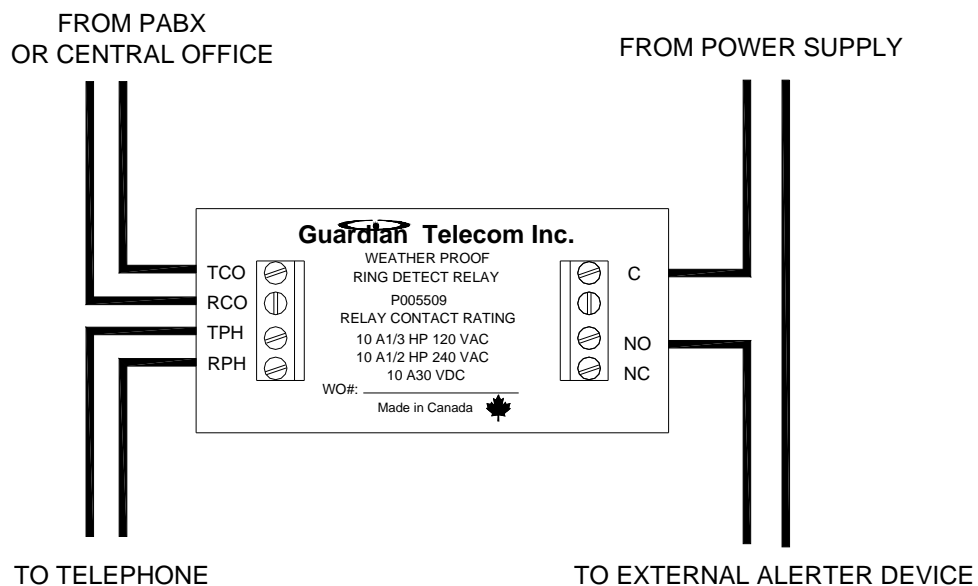 FROM PABX
OR CENTRAL OFFICE
FROM POWER SUPPLY
Guardian Telecom Inc.
WEATHER PROOF
RING DETECT RELAY
P005509
RELAY CONTACT RATING
10 A1/3 HP 120 VAC
10 A1/2 HP 240 VAC
10 A30 VDC
WO#:
Made in Canada
TCO
RCO
TPH
RPH
C
NO
NC
TO TELEPHONE
TO EXTERNAL ALERTER DEVICE